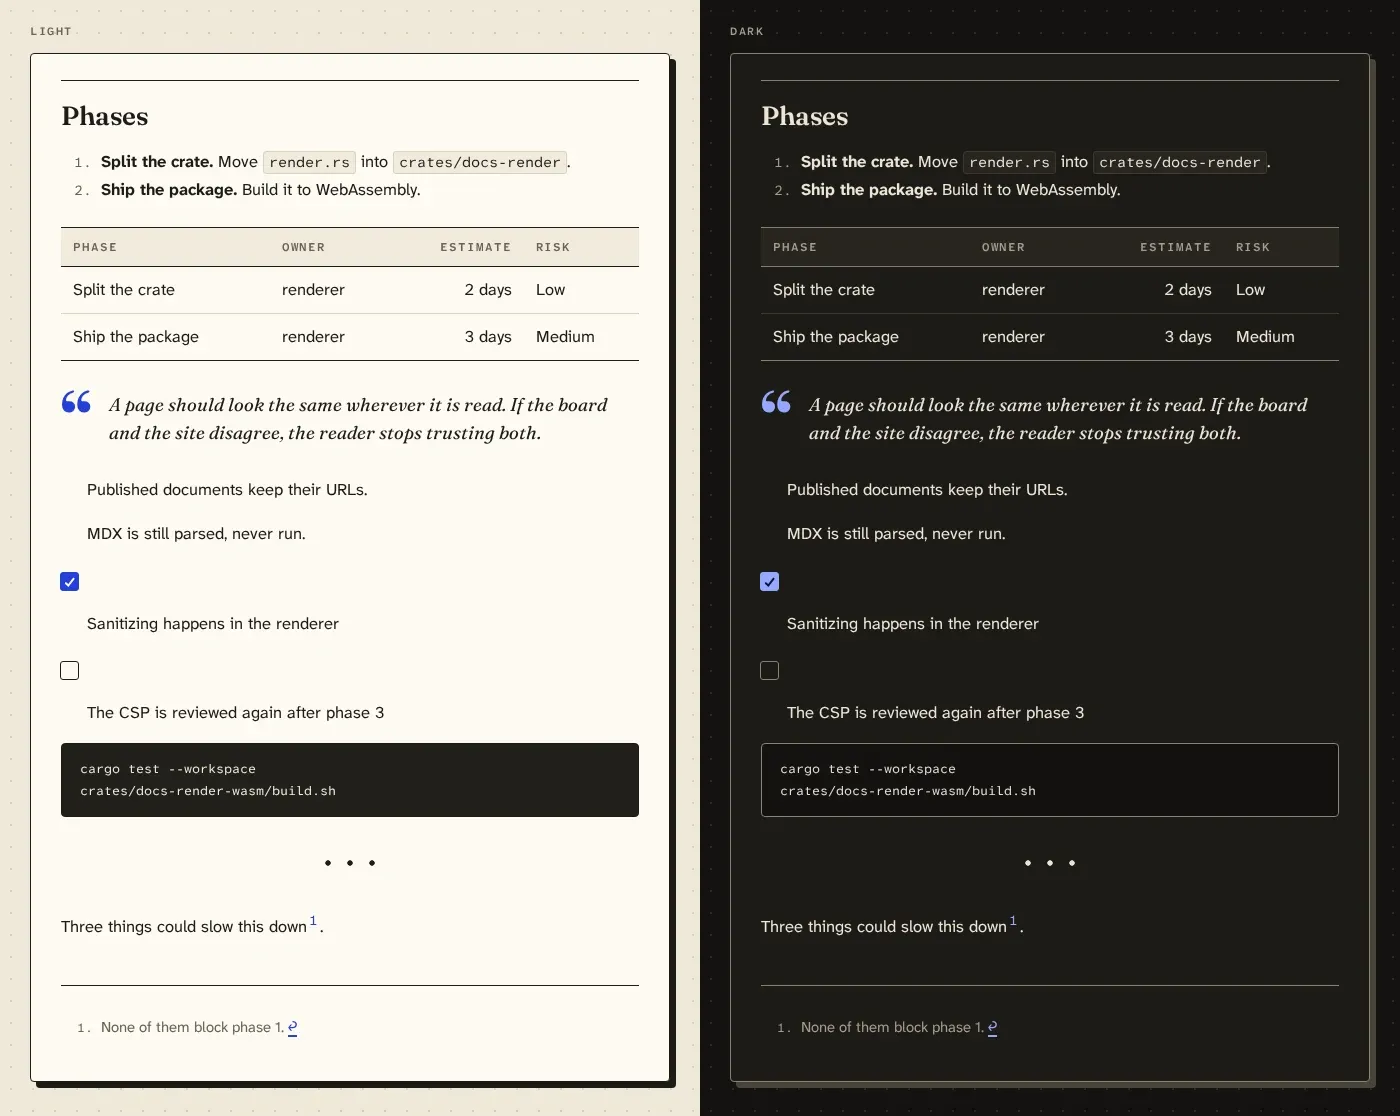 LIGHT
Phases
1. Split the crate. Move render.rs into crates/docs-render.
2. Ship the package. Build it to WebAssembly.
PHASE OWNER ESTIMATE RISK
Split the crate renderer 2 days Low
Ship the package renderer 3 days Medium
“ A page should look the same wherever it is read. If the board
and the site disagree, the reader stops trusting both.
Published documents keep their URLs.
MDX is still parsed, never run.
Sanitizing happens in the renderer
The CSP is reviewed again after phase 3
cargo test --workspace
crates/docs-render-wasm/build.sh
• • •
Three things could slow this down 1.
1. None of them block phase 1. ↩
DARK
Phases
1. Split the crate. Move render.rs into crates/docs-render.
2. Ship the package. Build it to WebAssembly.
PHASE OWNER ESTIMATE RISK
Split the crate renderer 2 days Low
Ship the package renderer 3 days Medium
“ A page should look the same wherever it is read. If the board
and the site disagree, the reader stops trusting both.
Published documents keep their URLs.
MDX is still parsed, never run.
Sanitizing happens in the renderer
The CSP is reviewed again after phase 3
cargo test --workspace
crates/docs-render-wasm/build.sh
• • •
Three things could slow this down 1.
1. None of them block phase 1. ↩